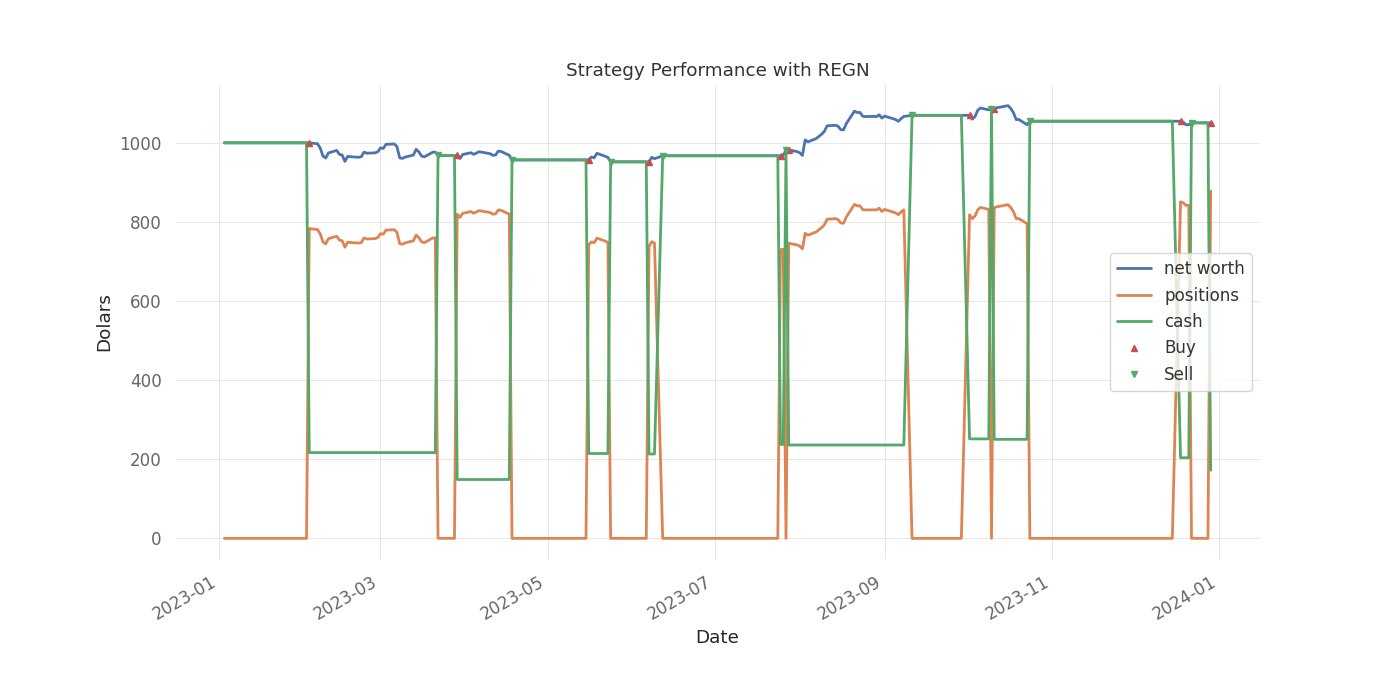 Strategy Performance with REGN
Dolars
1000
800
600
400
200
0
net worth
positions
cash
Buy
Sell
2023-01
2023-03
2023-05
2023-07
2023-09
2023-11
2024-01
Date